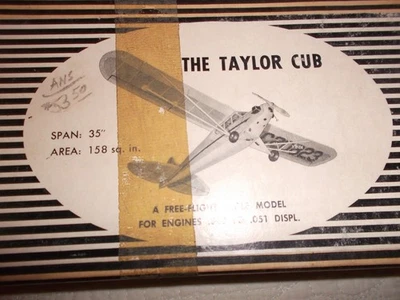 THE TAYLOR CUB
ANS
$3.50
SPAN: 35"
AREA: 158 sq. in.
A FREE-FLIGHT MODEL
FOR ENGINES .051 DISPL.